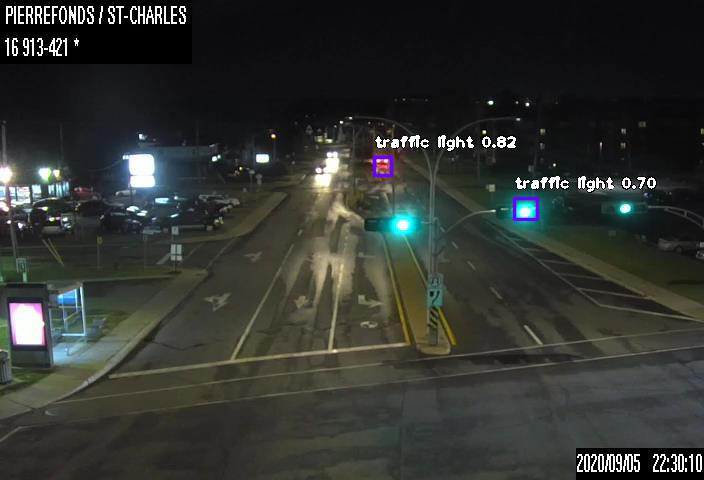 PIERREFONDS / ST-CHARLES
16 913-421 *
traffic light 0.82
traffic light 0.70
2020/09/05 22:30:10